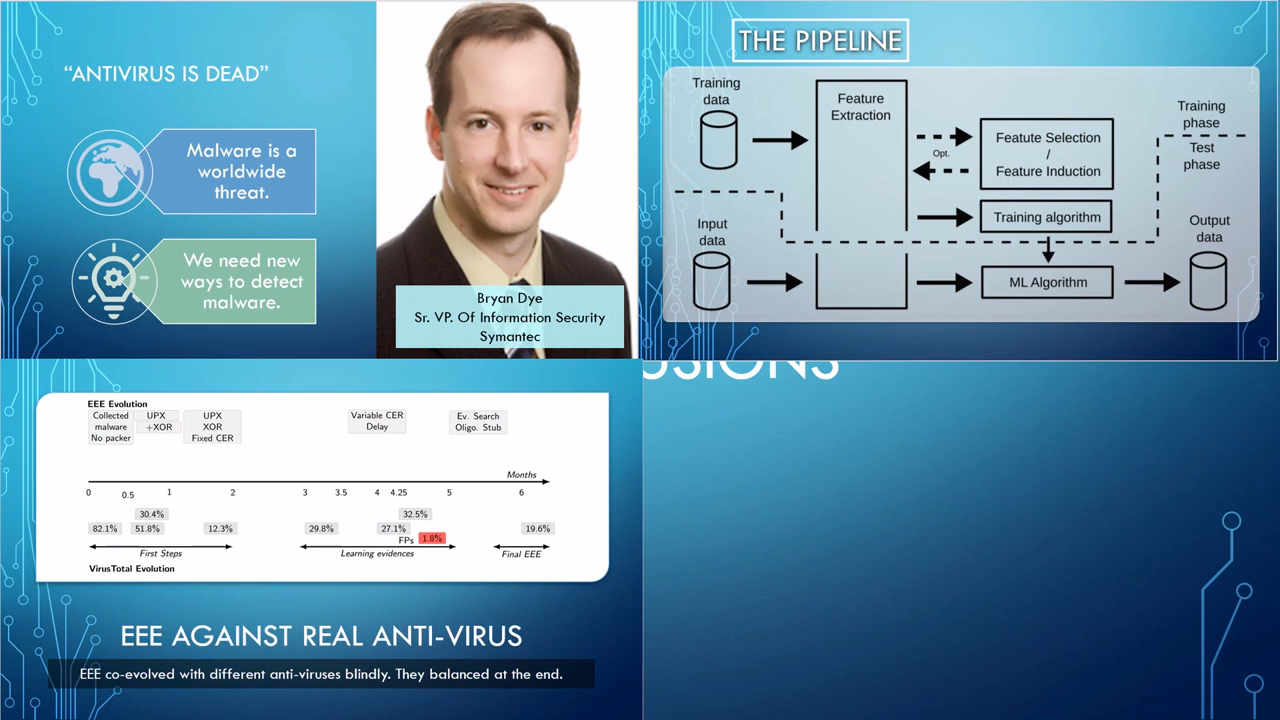 “ANTIVIRUS IS DEAD”
Malware is a
worldwide
threat.
We need new
ways to detect
malware.
Bryan Dye
Sr. VP. Of Information Security
Symantec
THE PIPELINE
Training
data
Feature
Extraction
Opt.
Featute Selection
/
Feature Induction
Training
phase
Test
phase
Training algorithm
Input
data
ML Algorithm
Output
data
EEE Evolution
Collected
malware
No packer
UPX
+XOR
UPX
XOR
Fixed CER
Variable CER
Delay
Ev. Search
Oligo. Stub
Months
0 0.5 1 2 3 3.5 4 4.25 5 6
30.4% 32.5%
82.1% 51.8% 12.3% 29.8% 27.1% 19.6%
FPs 1.8%
First Steps Learning evidences Final EEE
VirusTotal Evolution
EEE AGAINST REAL ANTI-VIRUS
EEE co-evolved with different anti-viruses blindly. They balanced at the end.
USIONS